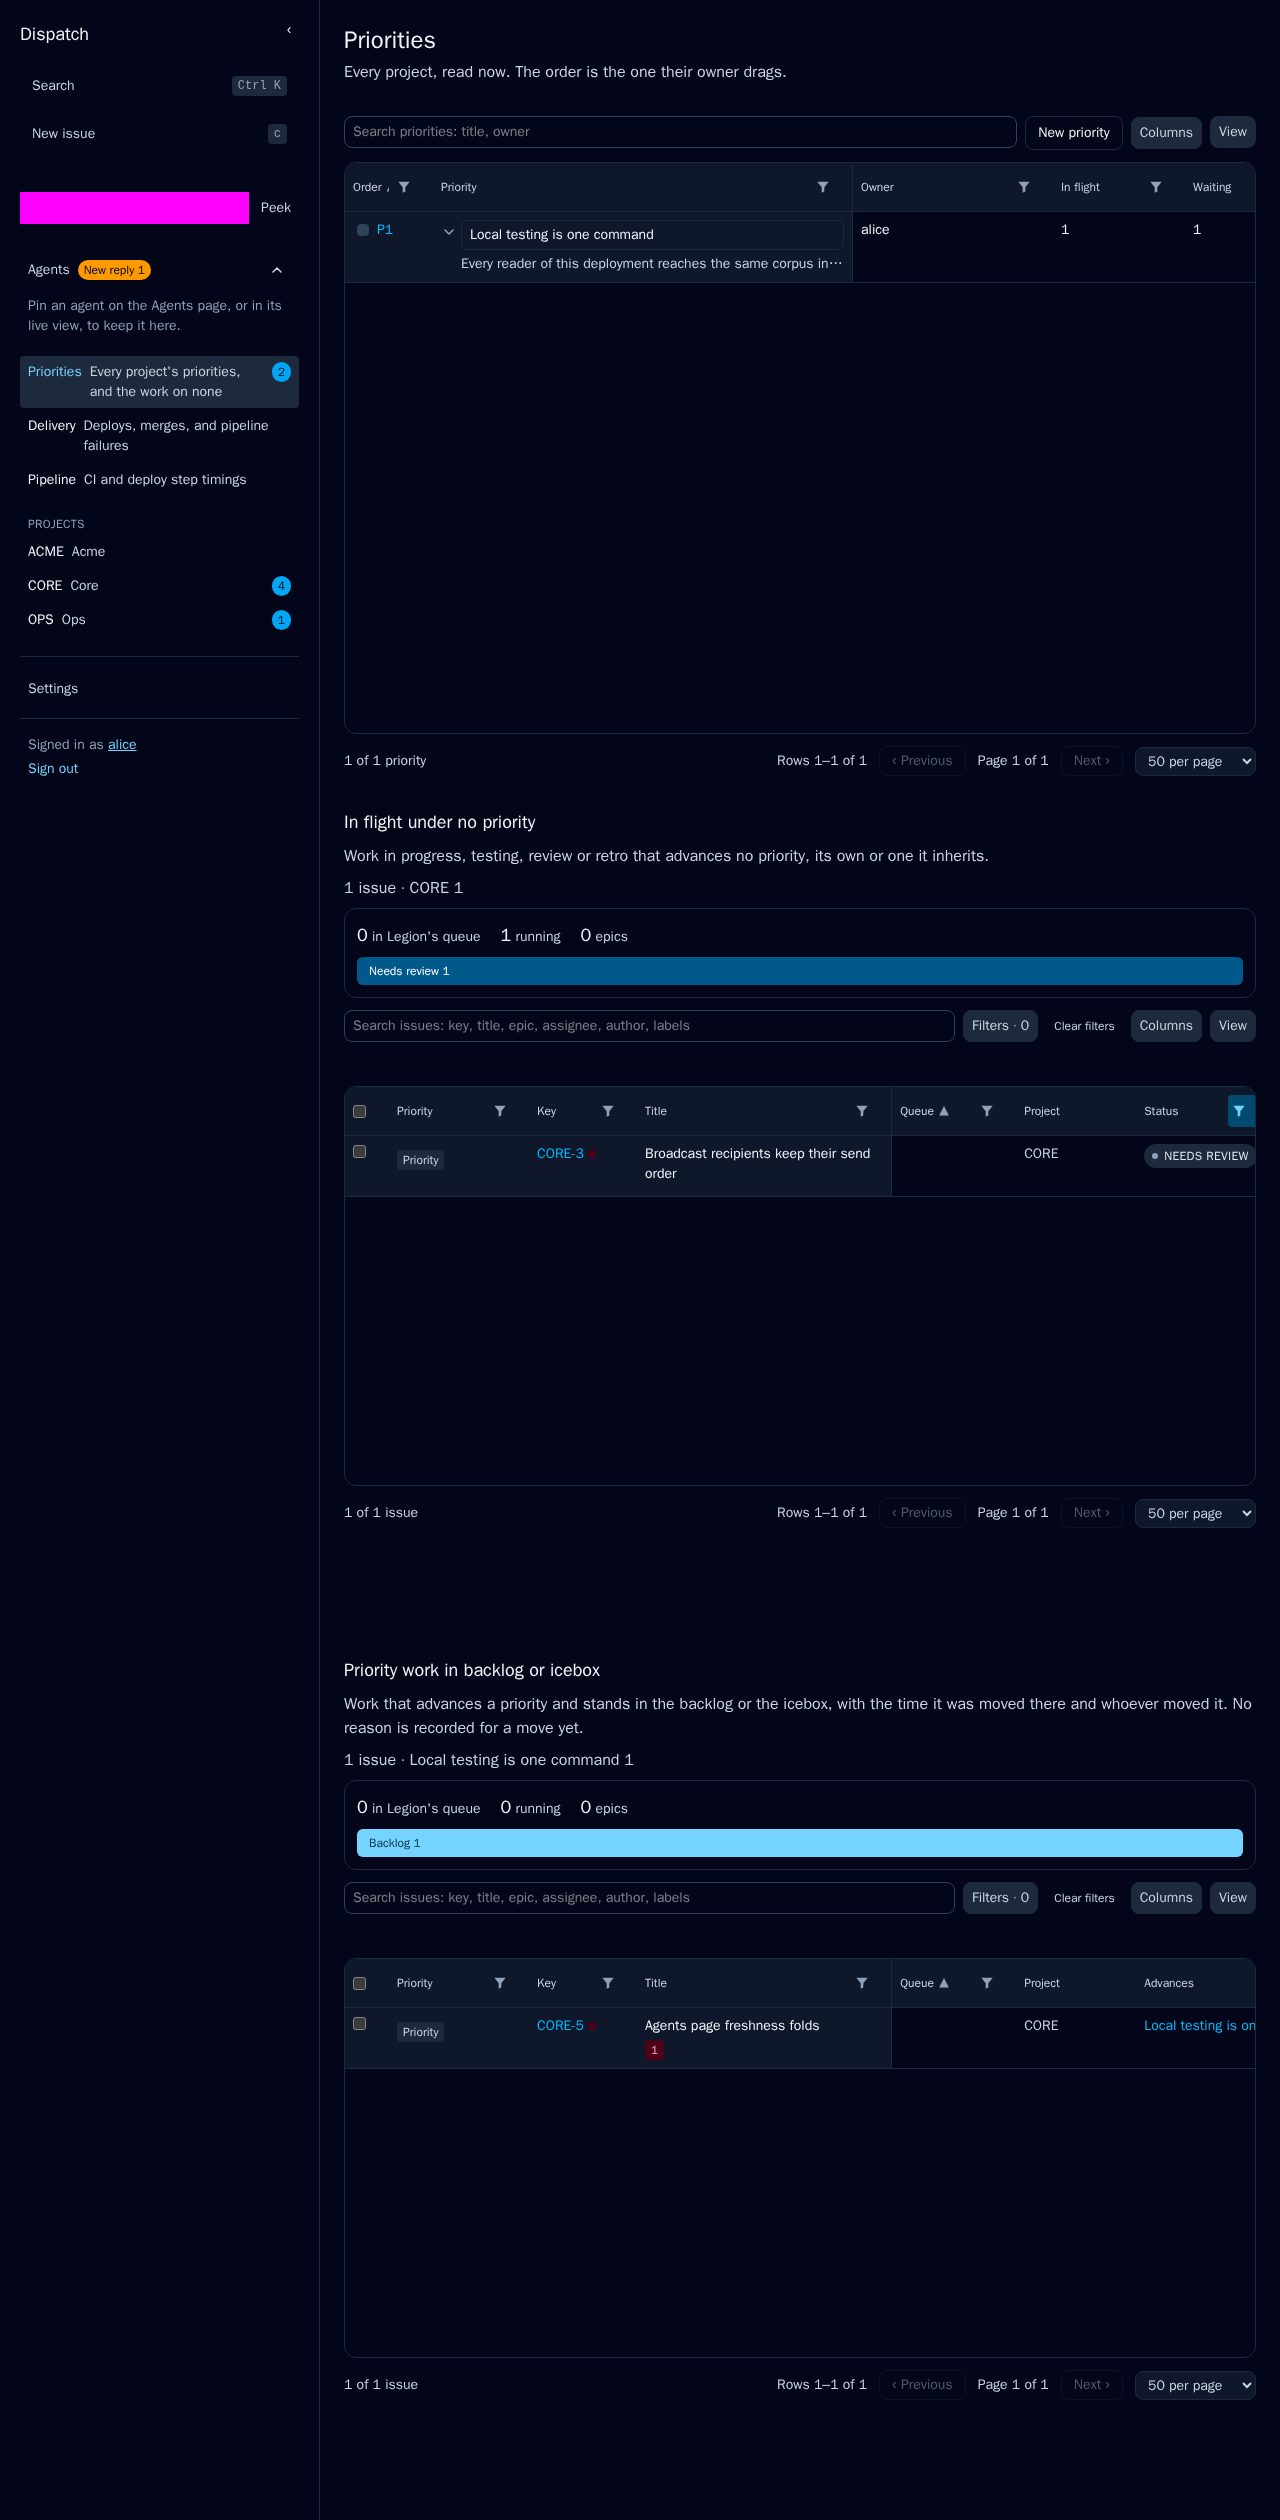 Dispatch
Search
Ctrl K
New issue
c
Peek
Agents
New reply 1
Pin an agent on the Agents page, or in its
live view, to keep it here.
Priorities
Every project's priorities,
and the work on none
2
Delivery
Deploys, merges, and pipeline
failures
Pipeline
CI and deploy step timings
PROJECTS
ACME Acme
CORE Core
4
OPS Ops
1
Settings
Signed in as alice
Sign out
Priorities
Every project, read now. The order is the one their owner drags.
Search priorities: title, owner
New priority
Columns
View
Order
Priority
Owner
In flight
Waiting
P1
Local testing is one command
Every reader of this deployment reaches the same corpus in…
alice
1
1
1 of 1 priority
Rows 1–1 of 1
‹ Previous
Page 1 of 1
Next ›
50 per page
In flight under no priority
Work in progress, testing, review or retro that advances no priority, its own or one it inherits.
1 issue · CORE 1
0 in Legion's queue
1 running
0 epics
Needs review 1
Search issues: key, title, epic, assignee, author, labels
Filters · 0
Clear filters
Columns
View
Priority
Key
Title
Queue
Project
Status
Priority
CORE-3
Broadcast recipients keep their send
order
CORE
NEEDS REVIEW
1 of 1 issue
Rows 1–1 of 1
‹ Previous
Page 1 of 1
Next ›
50 per page
Priority work in backlog or icebox
Work that advances a priority and stands in the backlog or the icebox, with the time it was moved there and whoever moved it. No
reason is recorded for a move yet.
1 issue · Local testing is one command 1
0 in Legion's queue
0 running
0 epics
Backlog 1
Search issues: key, title, epic, assignee, author, labels
Filters · 0
Clear filters
Columns
View
Priority
Key
Title
Queue
Project
Advances
Priority
CORE-5
Agents page freshness folds
1
CORE
Local testing is on
1 of 1 issue
Rows 1–1 of 1
‹ Previous
Page 1 of 1
Next ›
50 per page